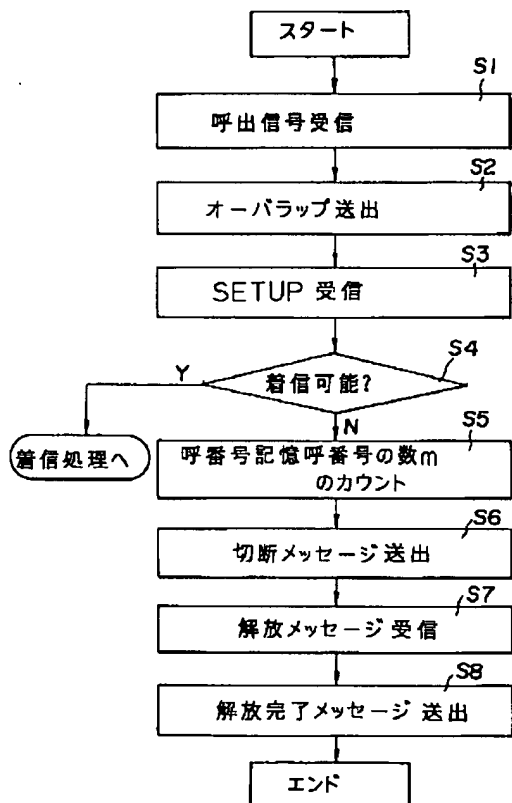 スタート
S1
呼出信号受信
S2
オーバラップ送出
S3
SETUP 受信
S4
着信可能?
Y
N
着信処理へ
S5
呼番号記憶呼番号の数m
のカウント
S6
切断メッセージ送出
S7
解放メッセージ受信
S8
解放完了メッセージ送出
エンド